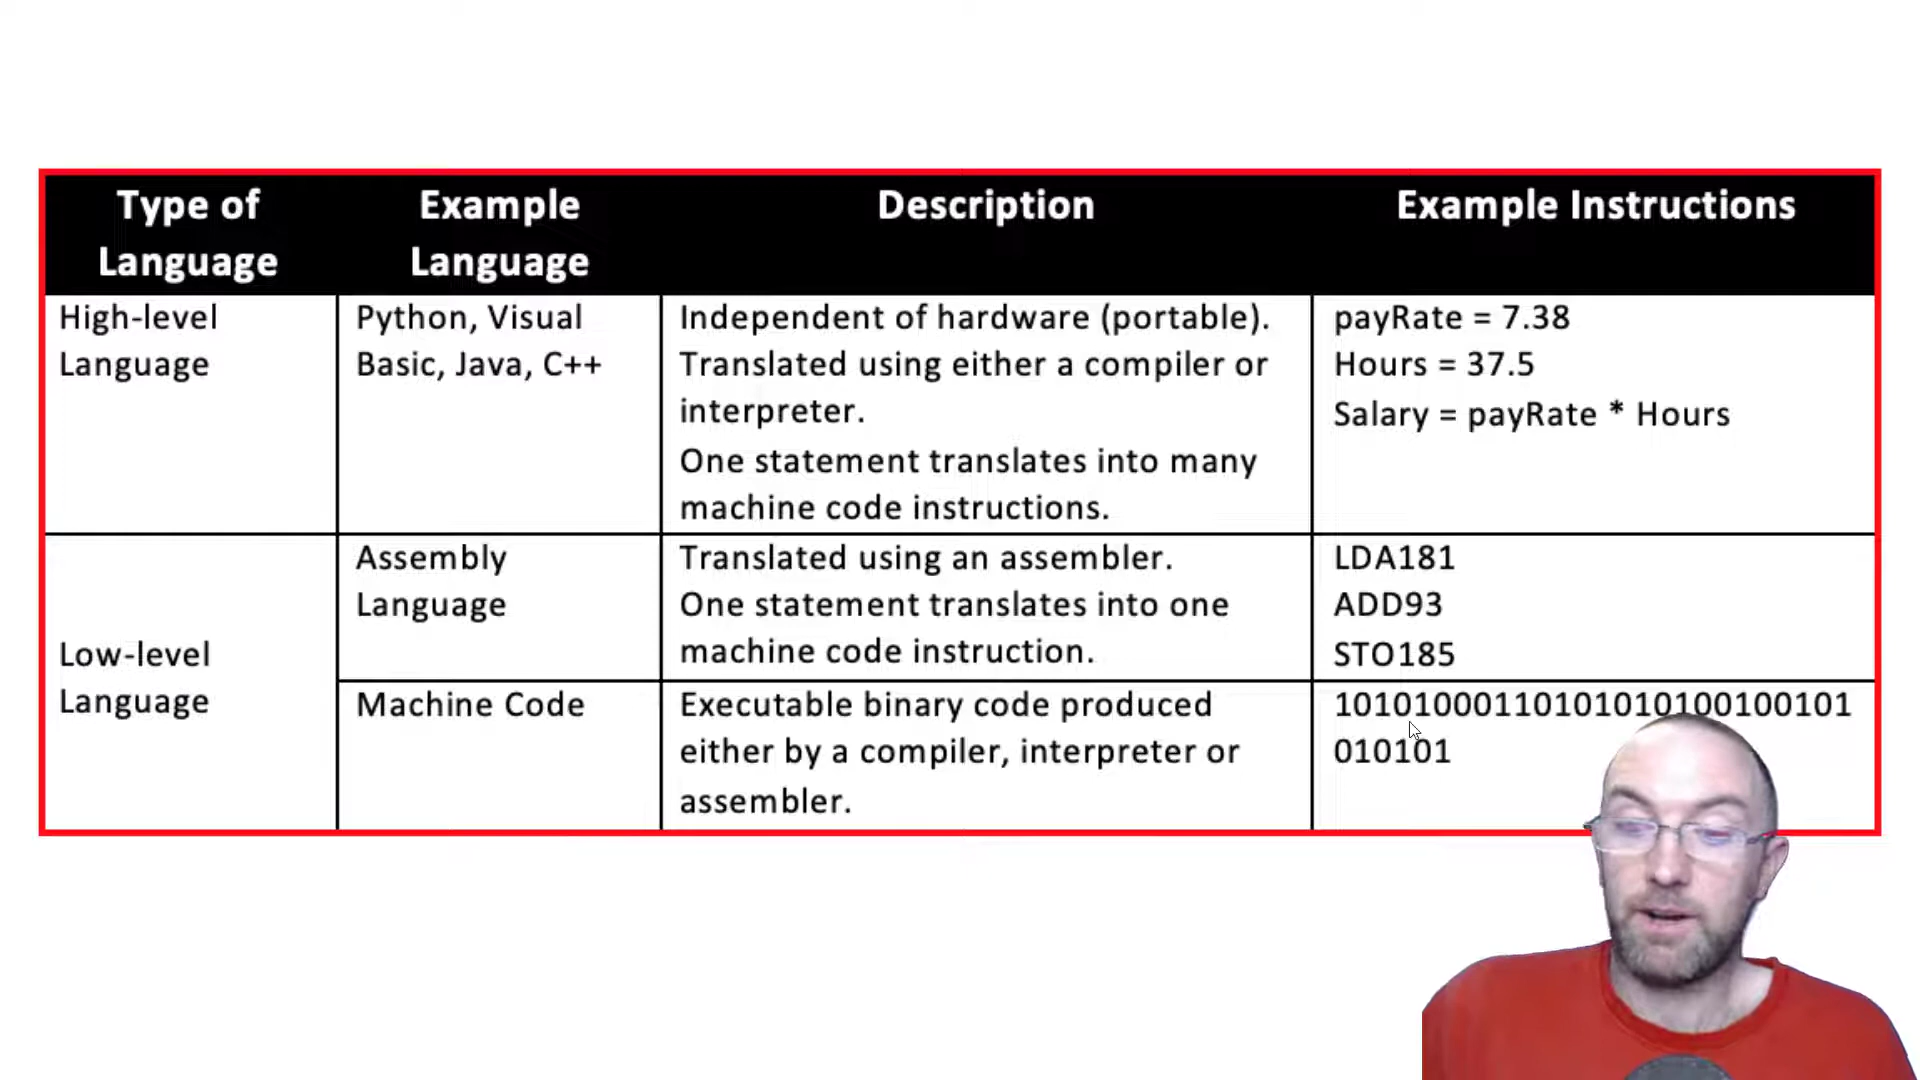 Type of Language
Example Language
Description
Example Instructions
High-level Language
Python, Visual Basic, Java, C++
Independent of hardware (portable).
Translated using either a compiler or
interpreter.
One statement translates into many
machine code instructions.
payRate = 7.38
Hours = 37.5
Salary = payRate * Hours
Low-level Language
Assembly Language
Translated using an assembler.
One statement translates into one
machine code instruction.
LDA181
ADD93
STO185
Machine Code
Executable binary code produced
either by a compiler, interpreter or
assembler.
101010001101010101001001​01
010101